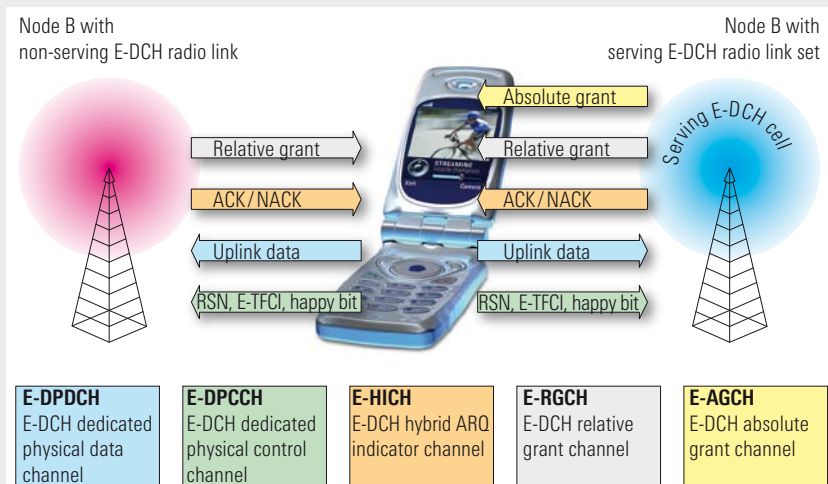 Node B with
non-serving E-DCH radio link
Node B with
serving E-DCH radio link set
Absolute grant
Serving E-DCH cell
Relative grant
Relative grant
STREAMING
Exit
Camera
ACK/NACK
ACK/NACK
Uplink data
Uplink data
RSN, E-TFCI, happy bit
RSN, E-TFCI, happy bit
E-DPDCH
E-DCH dedicated
physical data
channel
E-DPCCH
E-DCH dedicated
physical control
channel
E-HICH
E-DCH hybrid ARQ
indicator channel
E-RGCH
E-DCH relative
grant channel
E-AGCH
E-DCH absolute
grant channel